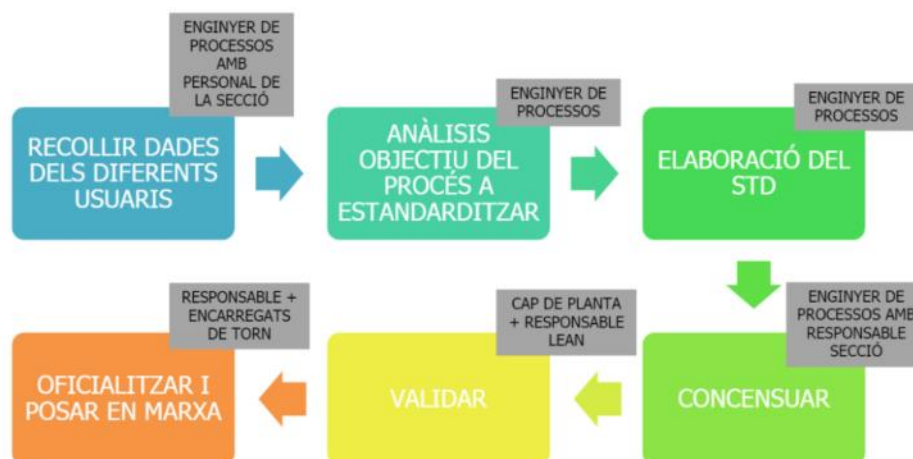 ENGINYER DE
PROCESSOS
AMB
PERSONAL DE
LA SECCIÓ
RECOLLIR DADES
DELS DIFERENTS
USUARIS
ENGINYER DE
PROCESSOS
ANÀLISIS
OBJECTIU DEL
PROCÉS A
ESTANDARDITZAR
ENGINYER DE
PROCESSOS
ELABORACIÓ DEL
STD
ENGINYER DE
PROCESSOS AMB
RESPONSABLE
SECCIÓ
CONCENSUAR
CAP DE PLANTA
+ RESPONSABLE
LEAN
VALIDAR
RESPONSABLE +
ENCARREGATS
DE TORN
OFICIALITZAR I
POSAR EN MARXA